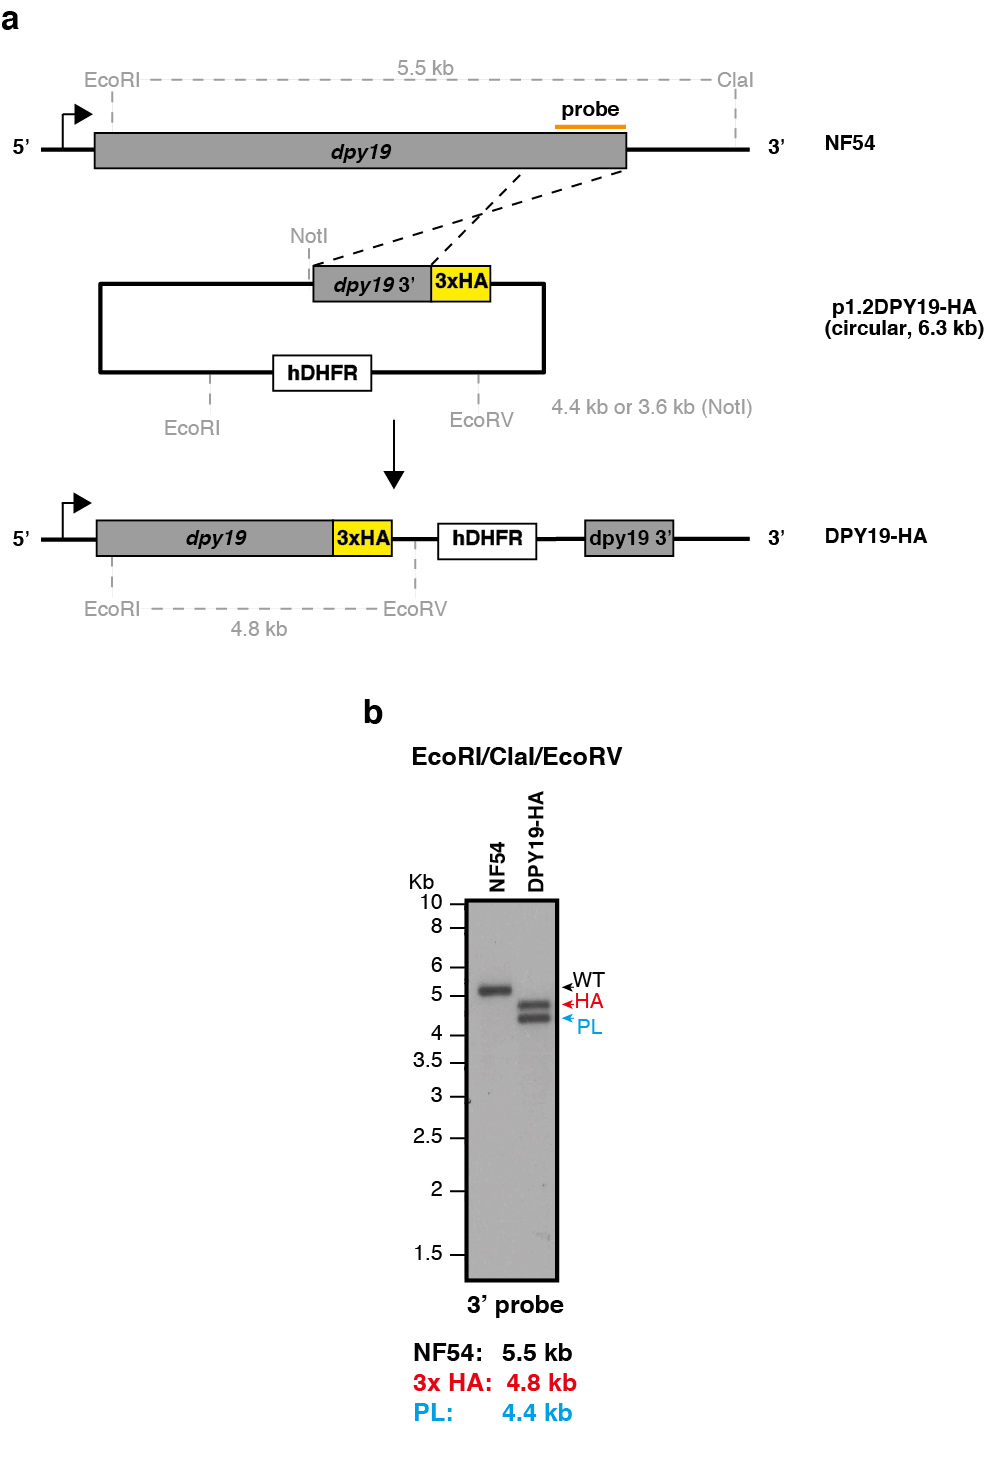 a
5.5 kb
EcoRI ClaI
probe
5’ dpy19 3’ NF54
NotI
dpy19 3’ 3xHA
p1.2DPY19-HA
(circular, 6.3 kb)
hDHFR
4.4 kb or 3.6 kb (NotI)
EcoRI EcoRV
5’ dpy19 3xHA hDHFR dpy19 3’ 3’ DPY19-HA
EcoRI EcoRV
4.8 kb
b
EcoRI/ClaI/EcoRV
NF54
DPY19-HA
Kb
10
8
6
WT
5
HA
PL
4
3.5
3
2.5
2
1.5
3’ probe
NF54: 5.5 kb
3x HA: 4.8 kb
PL: 4.4 kb